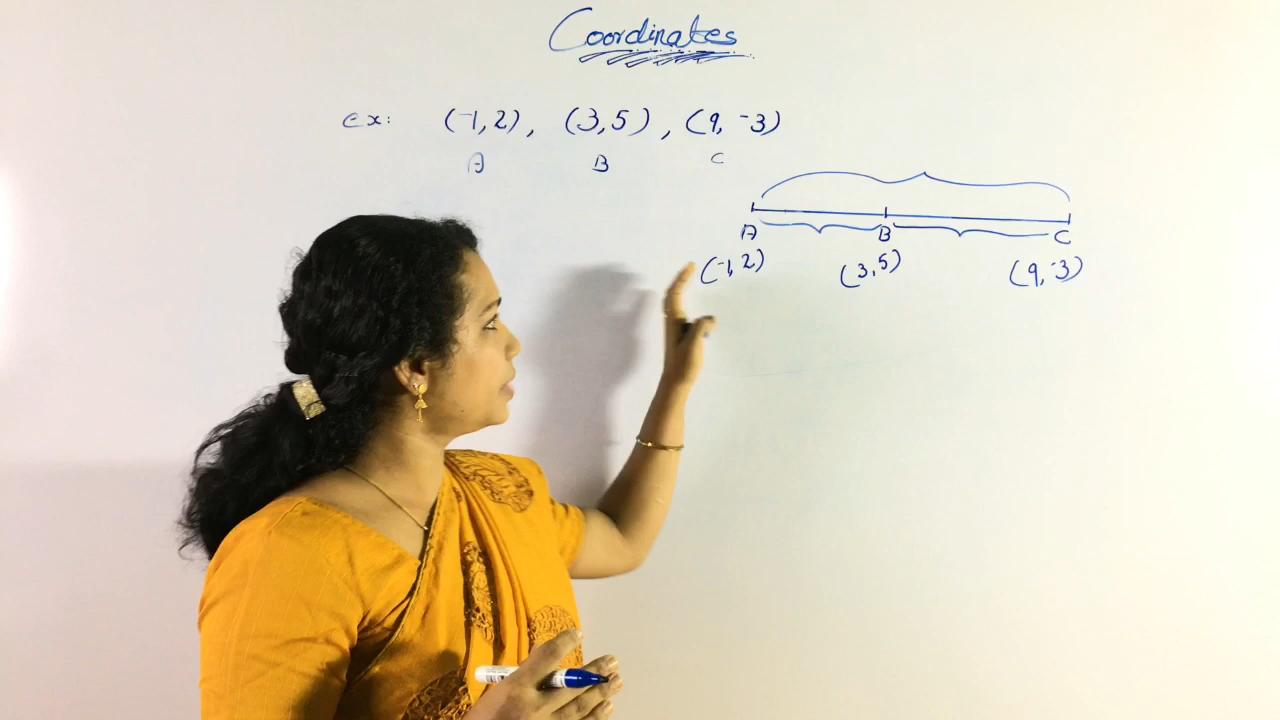 Coordinates
ex: (-1,2), (3,5), (9,-3)
A B C
A B C
(-1,2) (3,5) (9,-3)